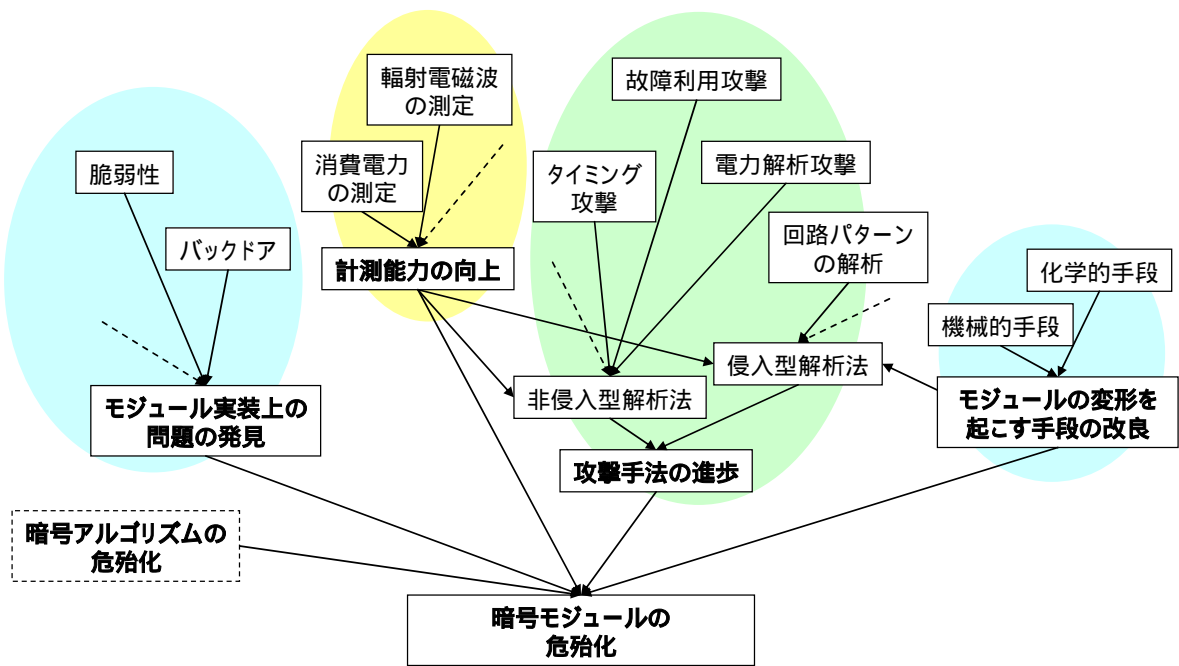 輻射電磁波
の測定
故障利用攻撃
脆弱性
消費電力
の測定
タイミング
攻撃
電力解析攻撃
バックドア
計測能力の向上
回路パターン
の解析
化学的手段
機械的手段
侵入型解析法
非侵入型解析法
モジュール実装上の
問題の発見
モジュールの変形を
起こす手段の改良
攻撃手法の進歩
暗号アルゴリズムの
危殆化
暗号モジュールの
危殆化